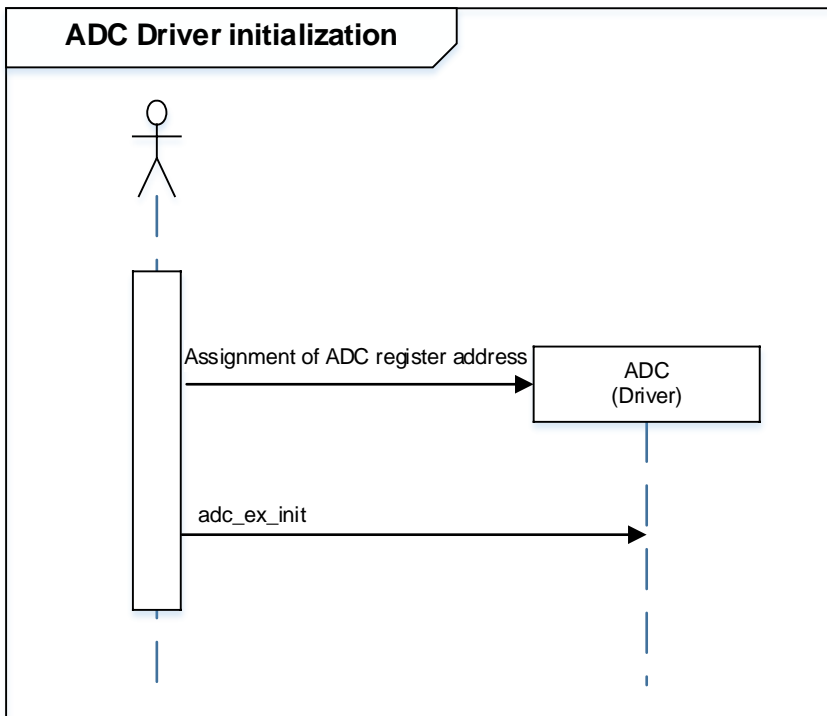 ADC Driver initialization
Assignment of ADC register address
ADC
(Driver)
adc_ex_init